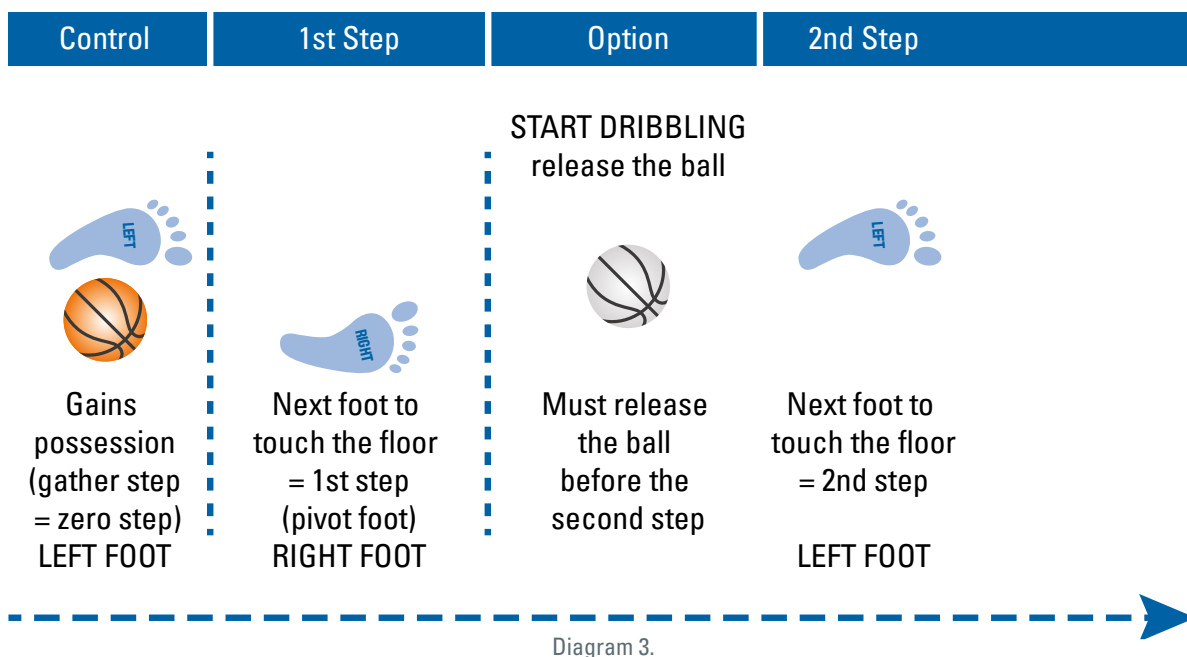 Control
1st Step
Option
2nd Step
START DRIBBLING
release the ball
LEFT
RIGHT
LEFT
Gains
possession
(gather step
= zero step)
LEFT FOOT
Next foot to
touch the floor
= 1st step
(pivot foot)
RIGHT FOOT
Must release
the ball
before the
second step
Next foot to
touch the floor
= 2nd step
LEFT FOOT
Diagram 3.